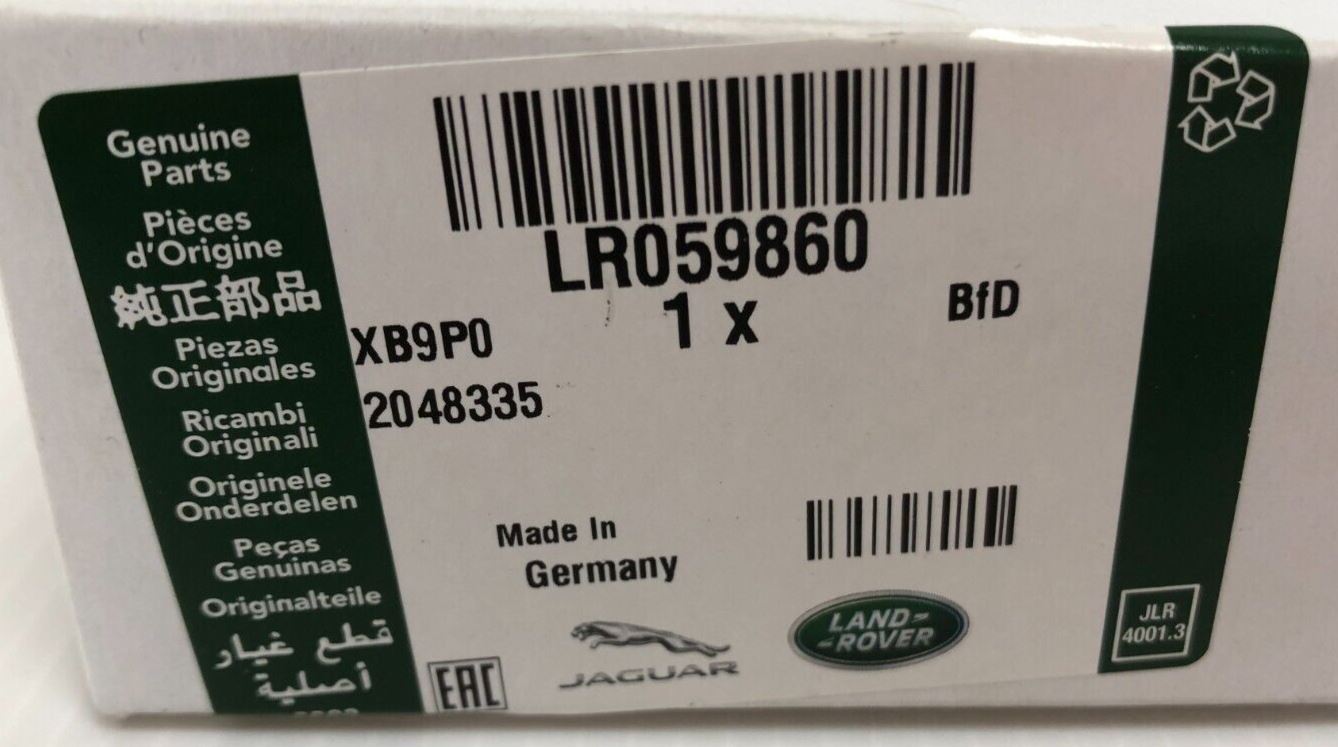 Genuine
Parts
Pièces
d'Origine
純正部品
Piezas
Originales
Ricambi
Originali
Originele
Onderdelen
Peças
Genuinas
Originalteile
قطع غيار
أصلية
LR059860
1 x
BfD
XB9P0
2048335
Made In
Germany
EAC
JAGUAR
LAND-
-ROVER
JLR
4001.3